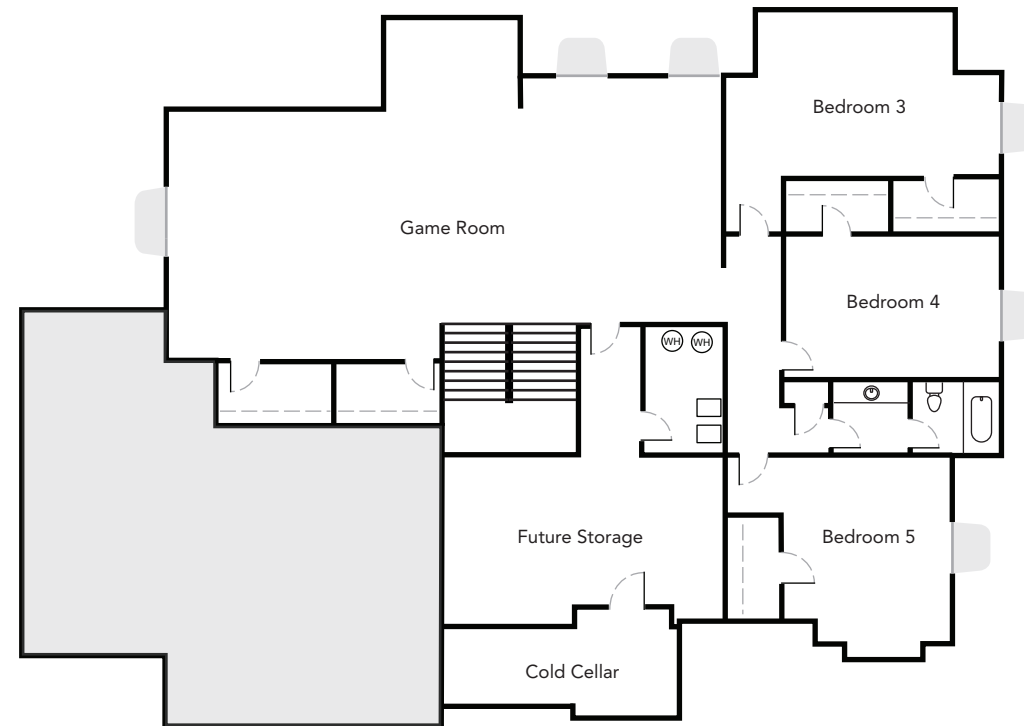 Bedroom 3
Game Room
Bedroom 4
WH WH
Future Storage
Bedroom 5
Cold Cellar